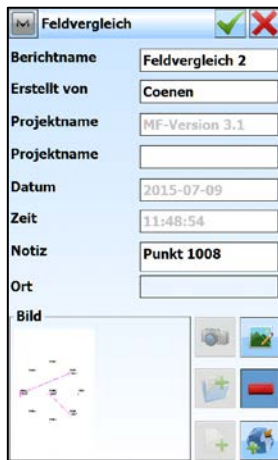 Feldvergleich
Berichtname Feldvergleich 2
Erstellt von Coenen
Projektname MF-Version 3.1
Projektname
Datum 2015-07-09
Zeit 11:48:54
Notiz Punkt 1008
Ort
Bild